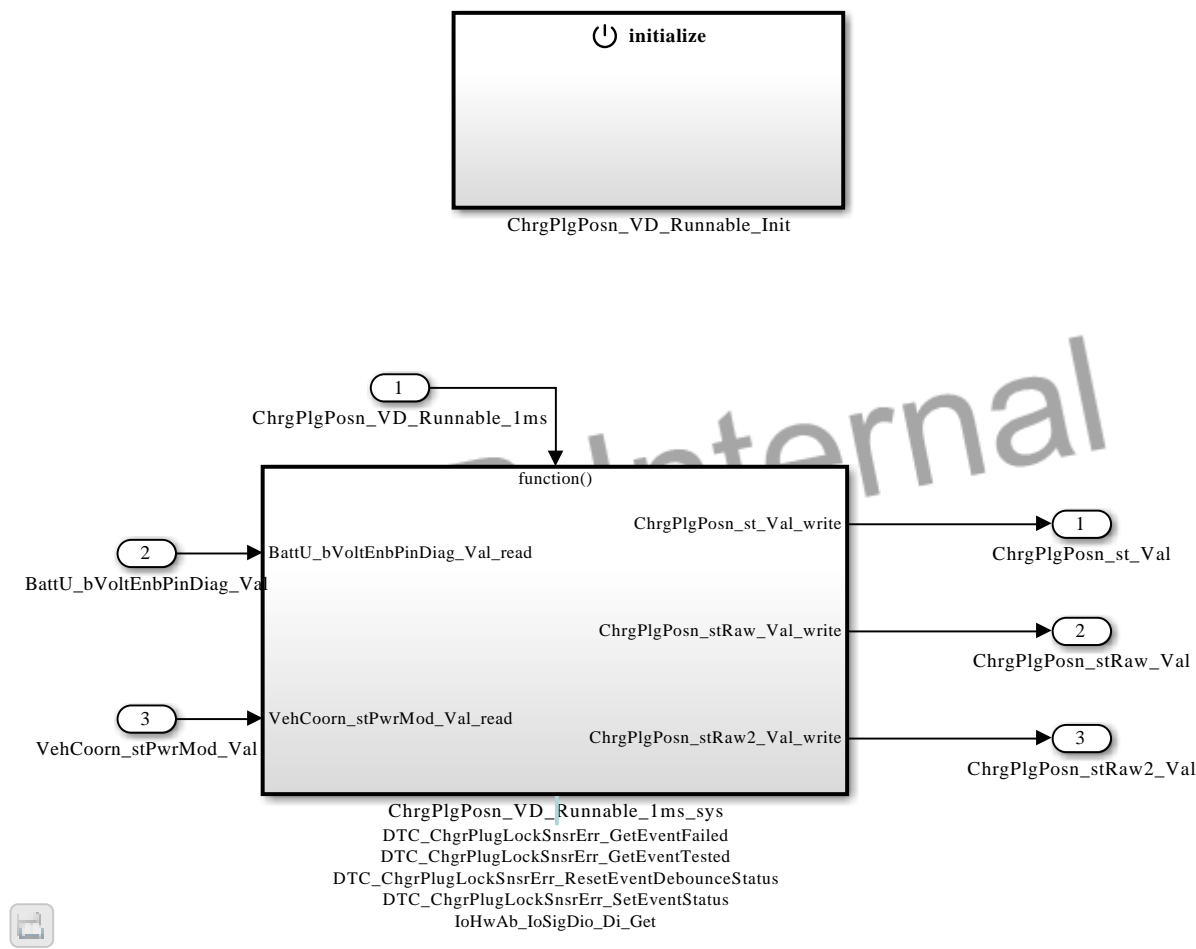 initialize
ChrgPlgPosn_VD_Runnable_Init
1
ChrgPlgPosn_VD_Runnable_1ms
Internal
function()
ChrgPlgPosn_st_Val_write
1
ChrgPlgPosn_st_Val
2
BattU_bVoltEnbPinDiag_Val_read
BattU_bVoltEnbPinDiag_Val
ChrgPlgPosn_stRaw_Val_write
2
ChrgPlgPosn_stRaw_Val
3
VehCoorn_stPwrMod_Val_read
VehCoorn_stPwrMod_Val
ChrgPlgPosn_stRaw2_Val_write
3
ChrgPlgPosn_stRaw2_Val
ChrgPlgPosn_VD_Runnable_1ms_sys
DTC_ChgrPlugLockSnsrErr_GetEventFailed
DTC_ChgrPlugLockSnsrErr_GetEventTested
DTC_ChgrPlugLockSnsrErr_ResetEventDebounceStatus
DTC_ChgrPlugLockSnsrErr_SetEventStatus
IoHwAb_IoSigDio_Di_Get